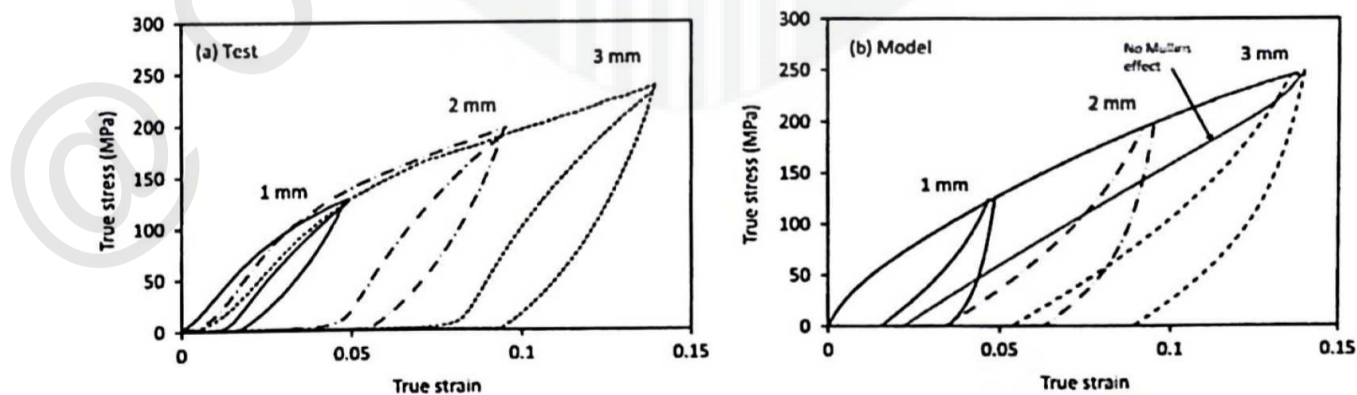 300
250
200
150
100
50
0
True stress (MPa)
(a) Test
1 mm
2 mm
3 mm
0
0.05
0.1
0.15
True strain
300
250
200
150
100
50
0
True stress (MPa)
(b) Model
1 mm
2 mm
No Mullins
effect
3 mm
0
0.05
0.1
0.15
True strain
@